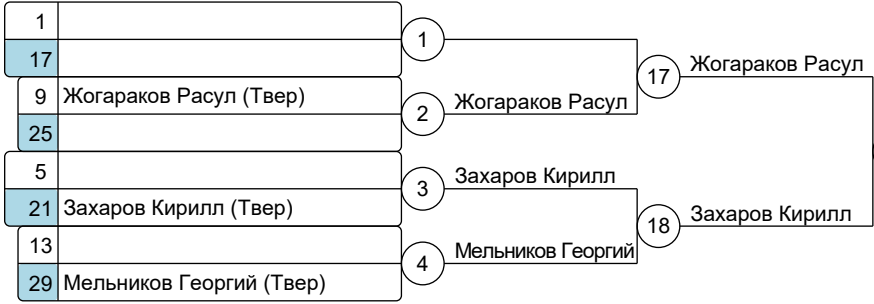 1
17
1
9 Жогараков Расул (Твер)
25
2
Жогараков Расул
17
Жогараков Расул
5
21 Захаров Кирилл (Твер)
3
Захаров Кирилл
13
29 Мельников Георгий (Твер)
4
Мельников Георгий
18
Захаров Кирилл